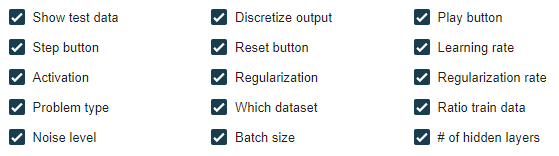 Show test data Discretize output Play button
Step button Reset button Learning rate
Activation Regularization Regularization rate
Problem type Which dataset Ratio train data
Noise level Batch size # of hidden layers